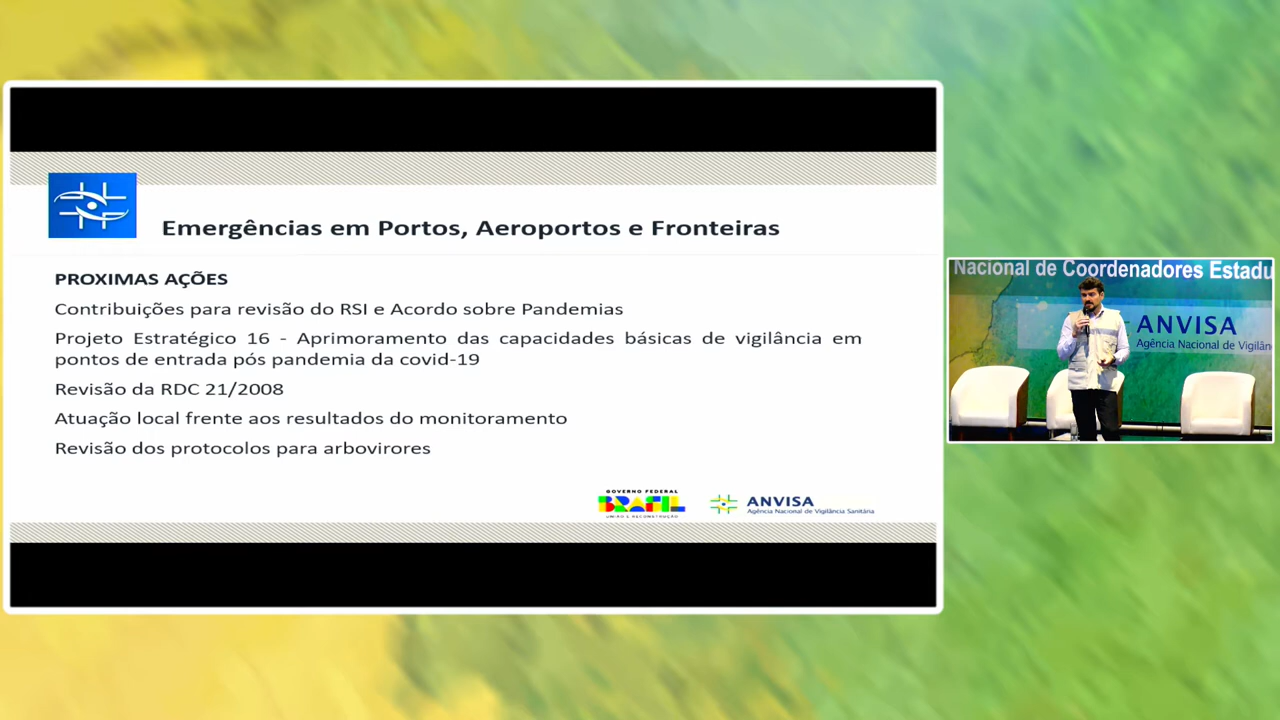 Emergências em Portos, Aeroportos e Fronteiras
PROXIMAS AÇÕES
Contribuições para revisão do RSI e Acordo sobre Pandemias
Projeto Estratégico 16 - Aprimoramento das capacidades básicas de vigilância em
pontos de entrada pós pandemia da covid-19
Revisão da RDC 21/2008
Atuação local frente aos resultados do monitoramento
Revisão dos protocolos para arbovirores
GOVERNO FEDERAL
BRASIL
UNIÃO E RECONSTRUÇÃO
ANVISA
Agência Nacional de Vigilância Sanitária
Nacional de Coordenadores Estadu
ANVISA
Agência Nacional de Vigilân